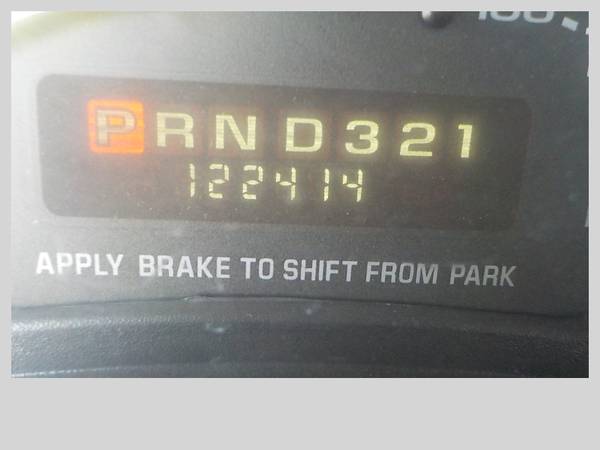 PRND321
122414
APPLY BRAKE TO SHIFT FROM PARK